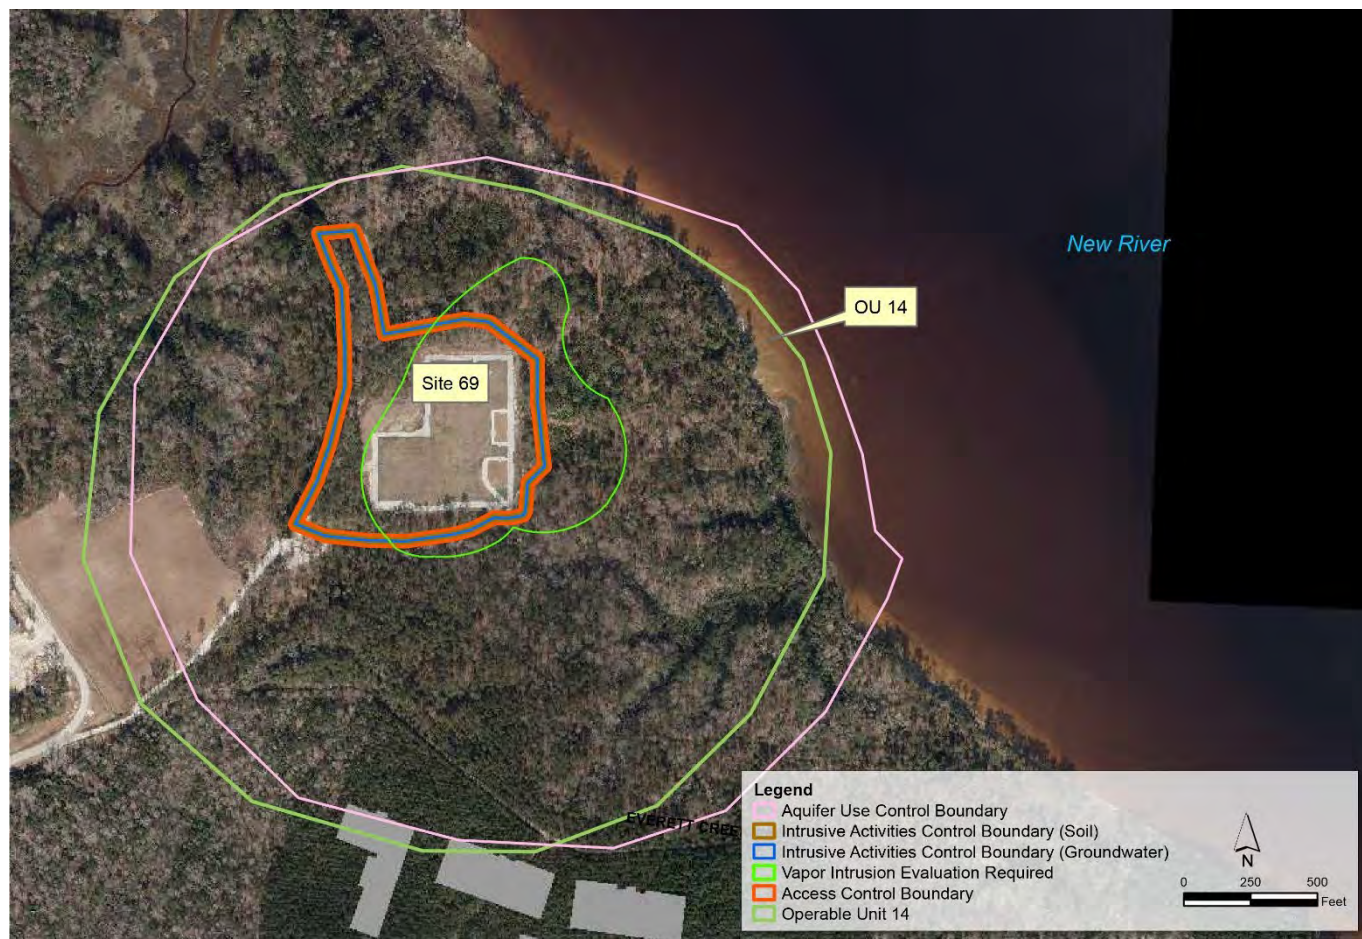 New River
OU 14
Site 69
EVERETT CREE
Legend
Aquifer Use Control Boundary
Intrusive Activities Control Boundary (Soil)
Intrusive Activities Control Boundary (Groundwater)
Vapor Intrusion Evaluation Required
Access Control Boundary
Operable Unit 14
N
0 250 500
Feet